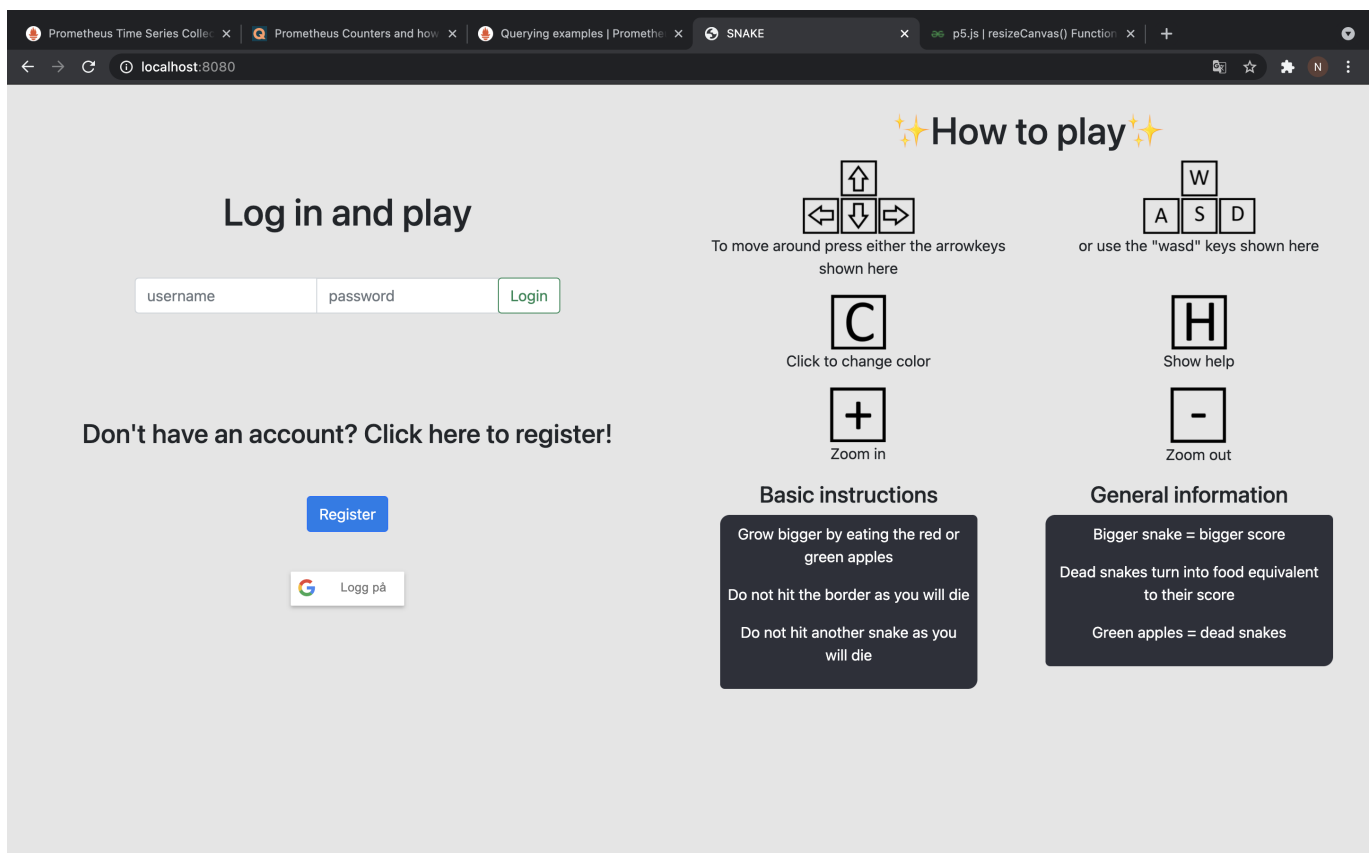 Prometheus Time Series Collec
Prometheus Counters and how
Querying examples | Promethe
SNAKE
p5.js | resizeCanvas() Function
localhost:8080
N
Log in and play
username
password
Login
Don't have an account? Click here to register!
Register
Logg på
✨How to play✨
To move around press either the arrowkeys
shown here
W
A S D
or use the "wasd" keys shown here
C
Click to change color
H
Show help
+
Zoom in
-
Zoom out
Basic instructions
Grow bigger by eating the red or
green apples
Do not hit the border as you will die
Do not hit another snake as you
will die
General information
Bigger snake = bigger score
Dead snakes turn into food equivalent
to their score
Green apples = dead snakes